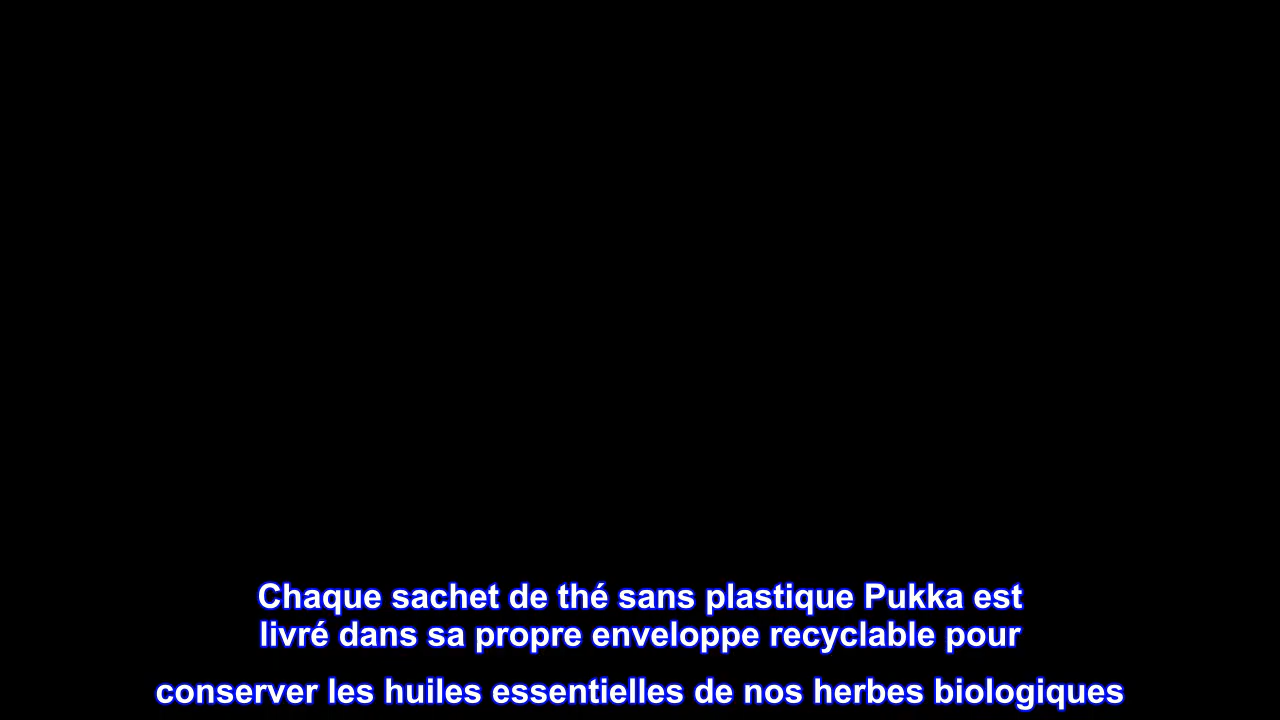 Chaque sachet de thé sans plastique Pukka est
livré dans sa propre enveloppe recyclable pour
conserver les huiles essentielles de nos herbes biologiques